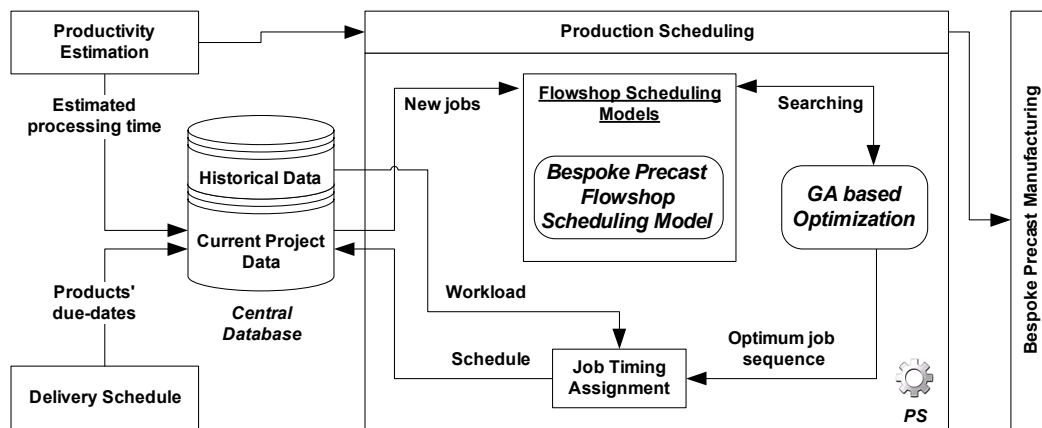 Productivity
Estimation
Production Scheduling
Estimated
processing time
New jobs
Flowshop Scheduling
Models
Searching
Historical Data
Bespoke Precast
Flowshop
Scheduling Model
GA based
Optimization
Current Project
Data
Products'
due-dates
Central
Database
Workload
Schedule
Job Timing
Assignment
Optimum job
sequence
Delivery Schedule
PS
Bespoke Precast Manufacturing